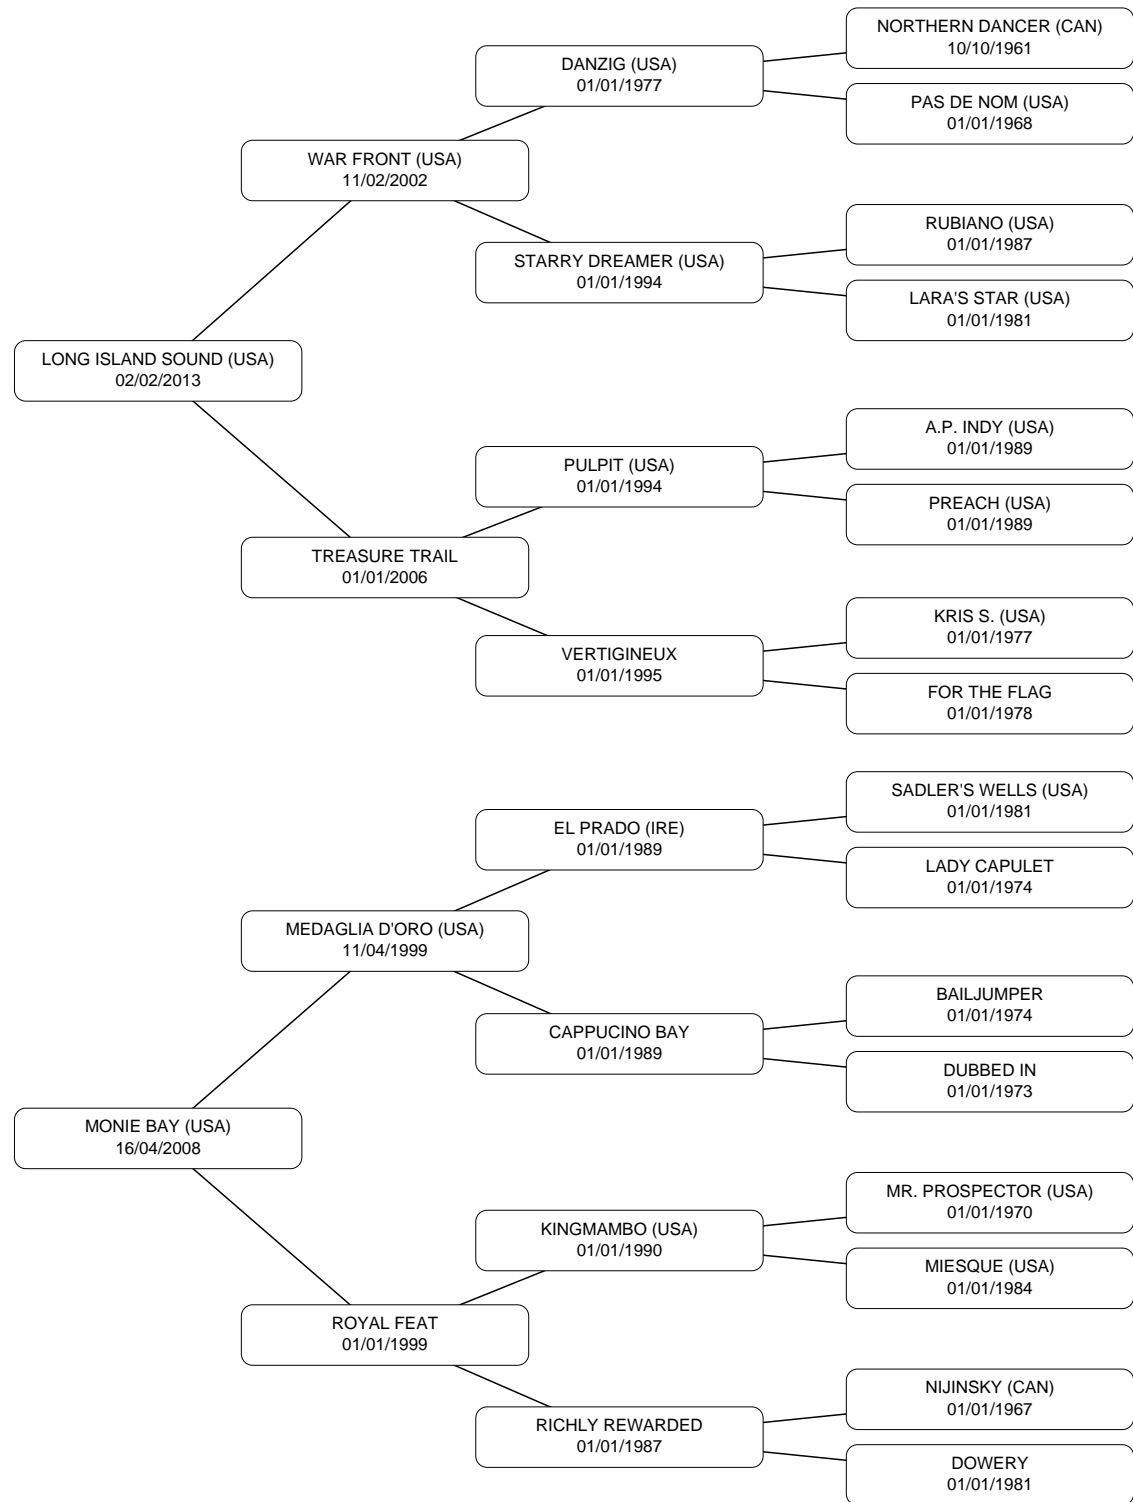 NORTHERN DANCER (CAN)
10/10/1961
DANZIG (USA)
01/01/1977
PAS DE NOM (USA)
01/01/1968
WAR FRONT (USA)
11/02/2002
RUBIANO (USA)
01/01/1987
STARRY DREAMER (USA)
01/01/1994
LARA'S STAR (USA)
01/01/1981
LONG ISLAND SOUND (USA)
02/02/2013
A.P. INDY (USA)
01/01/1989
PULPIT (USA)
01/01/1994
PREACH (USA)
01/01/1989
TREASURE TRAIL
01/01/2006
KRIS S. (USA)
01/01/1977
VERTIGINEUX
01/01/1995
FOR THE FLAG
01/01/1978
SADLER'S WELLS (USA)
01/01/1981
EL PRADO (IRE)
01/01/1989
LADY CAPULET
01/01/1974
MEDAGLIA D'ORO (USA)
11/04/1999
BAILJUMPER
01/01/1974
CAPPUCINO BAY
01/01/1989
DUBBED IN
01/01/1973
MONIE BAY (USA)
16/04/2008
MR. PROSPECTOR (USA)
01/01/1970
KINGMAMBO (USA)
01/01/1990
MIESQUE (USA)
01/01/1984
ROYAL FEAT
01/01/1999
NIJINSKY (CAN)
01/01/1967
RICHLY REWARDED
01/01/1987
DOWERY
01/01/1981